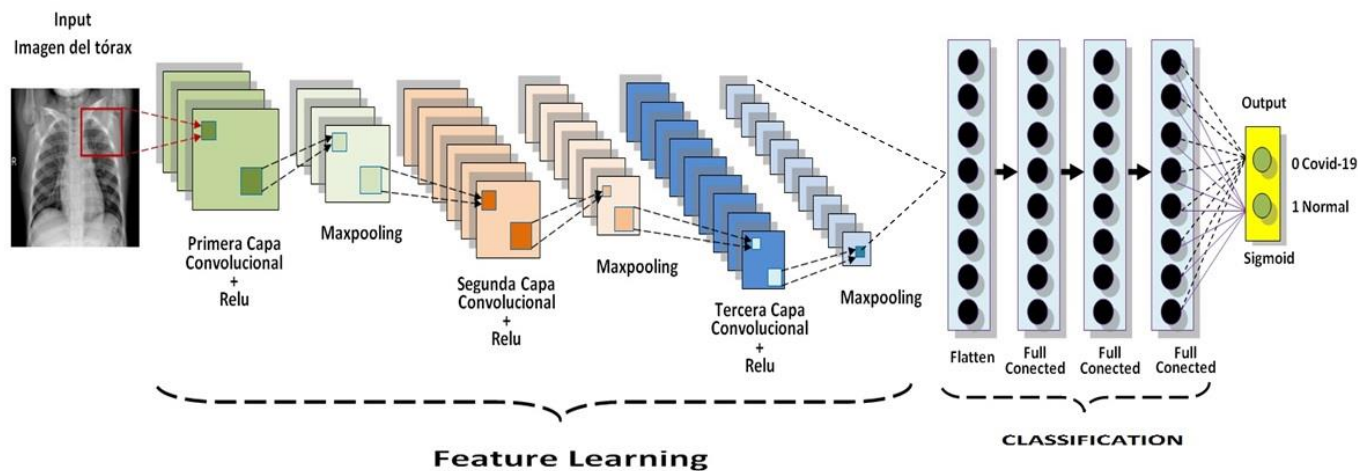 Input
Imagen del tórax
Primera Capa
Convolucional
+
Relu
Maxpooling
Segunda Capa
Convolucional
+
Relu
Maxpooling
Tercera Capa
Convolucional
+
Relu
Maxpooling
Feature Learning
Flatten
Full
Conected
Full
Conected
Full
Conected
CLASSIFICATION
Output
0 Covid-19
1 Normal
Sigmoid